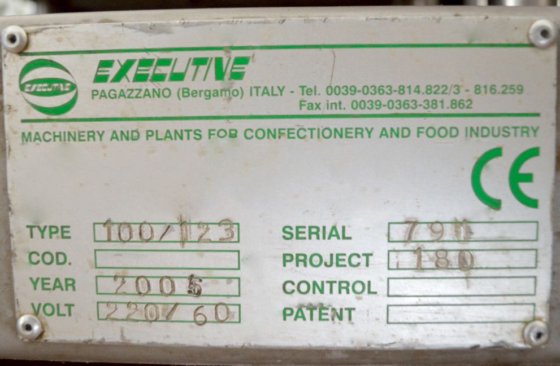 EXECUTIVE
EXECUTIVE
PAGAZZANO (Bergamo) ITALY - Tel. 0039-0363-814.822/3 - 816.259
Fax int. 0039-0363-381.862
MACHINERY AND PLANTS FOR CONFECTIONERY AND FOOD INDUSTRY
CE
TYPE 100/123 SERIAL
COD. PROJECT 180
YEAR 2005 CONTROL
VOLT 220/60 PATENT